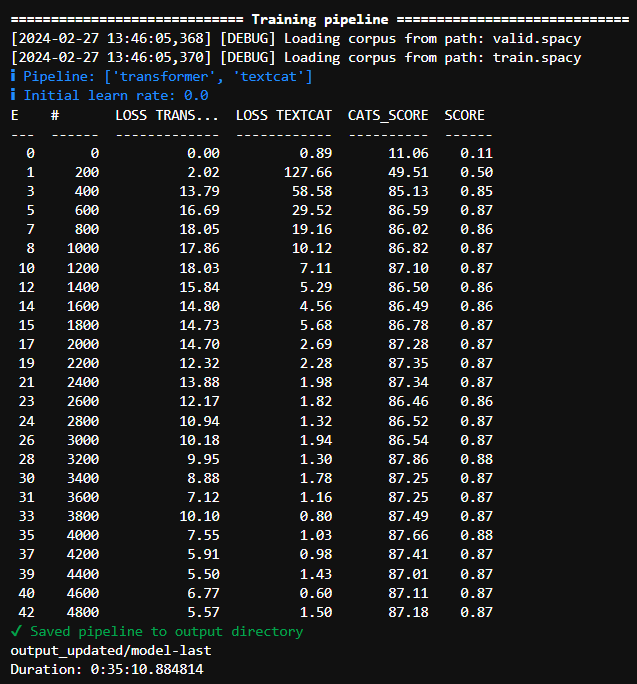 ============================= Training pipeline =============================
[2024-02-27 13:46:05,368] [DEBUG] Loading corpus from path: valid.spacy
[2024-02-27 13:46:05,370] [DEBUG] Loading corpus from path: train.spacy
ℹ Pipeline: ['transformer', 'textcat']
ℹ Initial learn rate: 0.0
E    #       LOSS TRANS...  LOSS TEXTCAT  CATS_SCORE  SCORE
---  ------  -------------  ------------  ----------  ------
  0       0           0.00          0.89       11.06    0.11
  1     200           2.02        127.66       49.51    0.50
  3     400          13.79         58.58       85.13    0.85
  5     600          16.69         29.52       86.59    0.87
  7     800          18.05         19.16       86.02    0.86
  8    1000          17.86         10.12       86.82    0.87
 10    1200          18.03          7.11       87.10    0.87
 12    1400          15.84          5.29       86.50    0.86
 14    1600          14.80          4.56       86.49    0.86
 15    1800          14.73          5.68       86.78    0.87
 17    2000          14.70          2.69       87.28    0.87
 19    2200          12.32          2.28       87.35    0.87
 21    2400          13.88          1.98       87.34    0.87
 23    2600          12.17          1.82       86.46    0.86
 24    2800          10.94          1.32       86.52    0.87
 26    3000          10.18          1.94       86.54    0.87
 28    3200           9.95          1.30       87.86    0.88
 30    3400           8.88          1.78       87.25    0.87
 31    3600           7.12          1.16       87.25    0.87
 33    3800          10.10          0.80       87.49    0.87
 35    4000           7.55          1.03       87.66    0.88
 37    4200           5.91          0.98       87.41    0.87
 39    4400           5.50          1.43       87.01    0.87
 40    4600           6.77          0.60       87.11    0.87
 42    4800           5.57          1.50       87.18    0.87
✓ Saved pipeline to output directory
output_updated/model-last
Duration: 0:35:10.884814